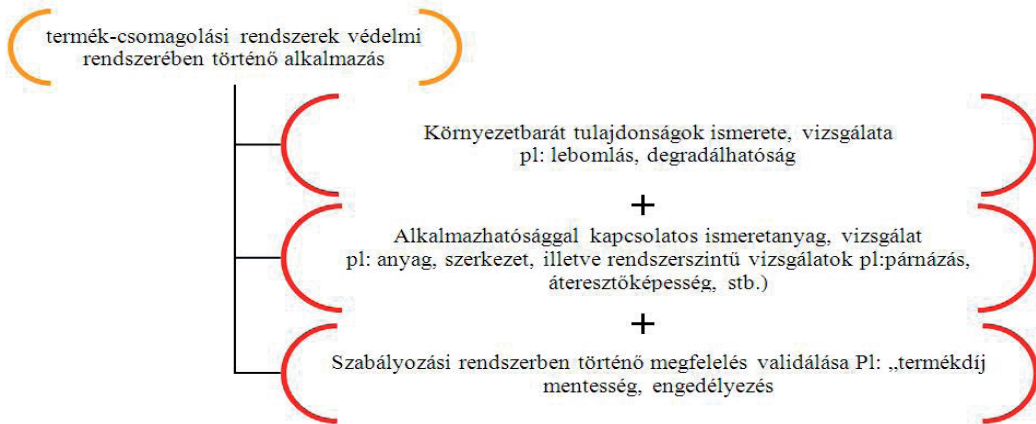 termék-csomagolási rendszerek védelmi
rendszerében történő alkalmazás
Környezetbarát tulajdonságok ismerete, vizsgálata
pl: lebomlás, degradálhatóság
+
Alkalmazhatósággal kapcsolatos ismeretanyag, vizsgálat
pl: anyag, szerkezet, illetve rendszerszintű vizsgálatok pl:párnázás,
áteresztőképesség, stb.)
+
Szabályozási rendszerben történő megfelelés validálása Pl: „termékdíj
mentesség, engedélyezés